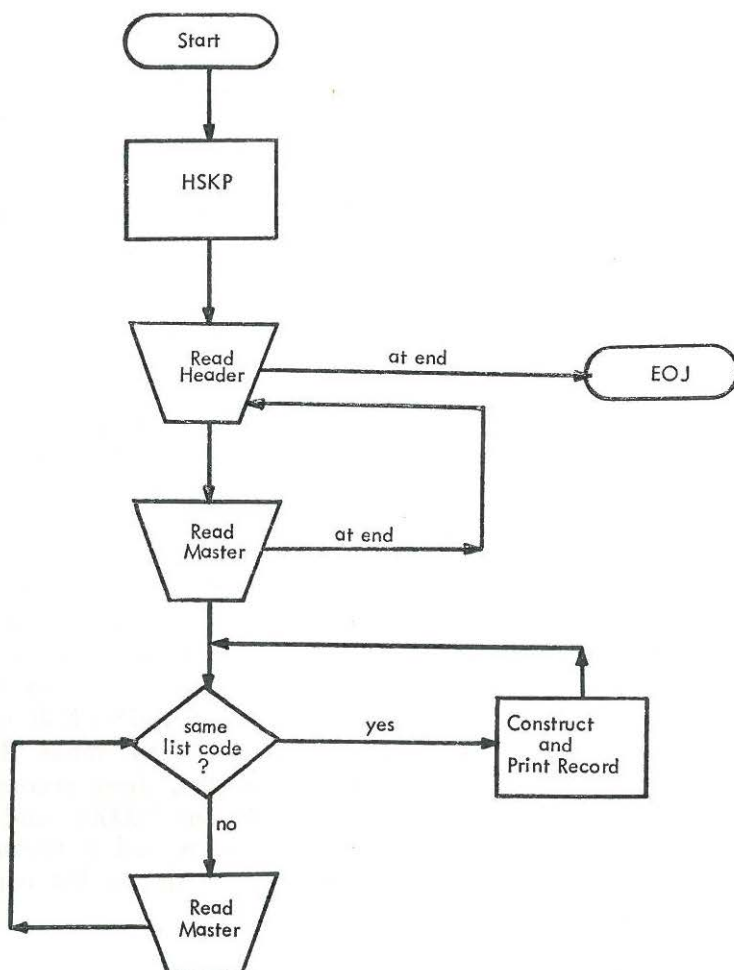 Start
HSKP
Read
Header
at end
EOJ
Read
Master
at end
same
list code
?
yes
Construct
and
Print Record
no
Read
Master